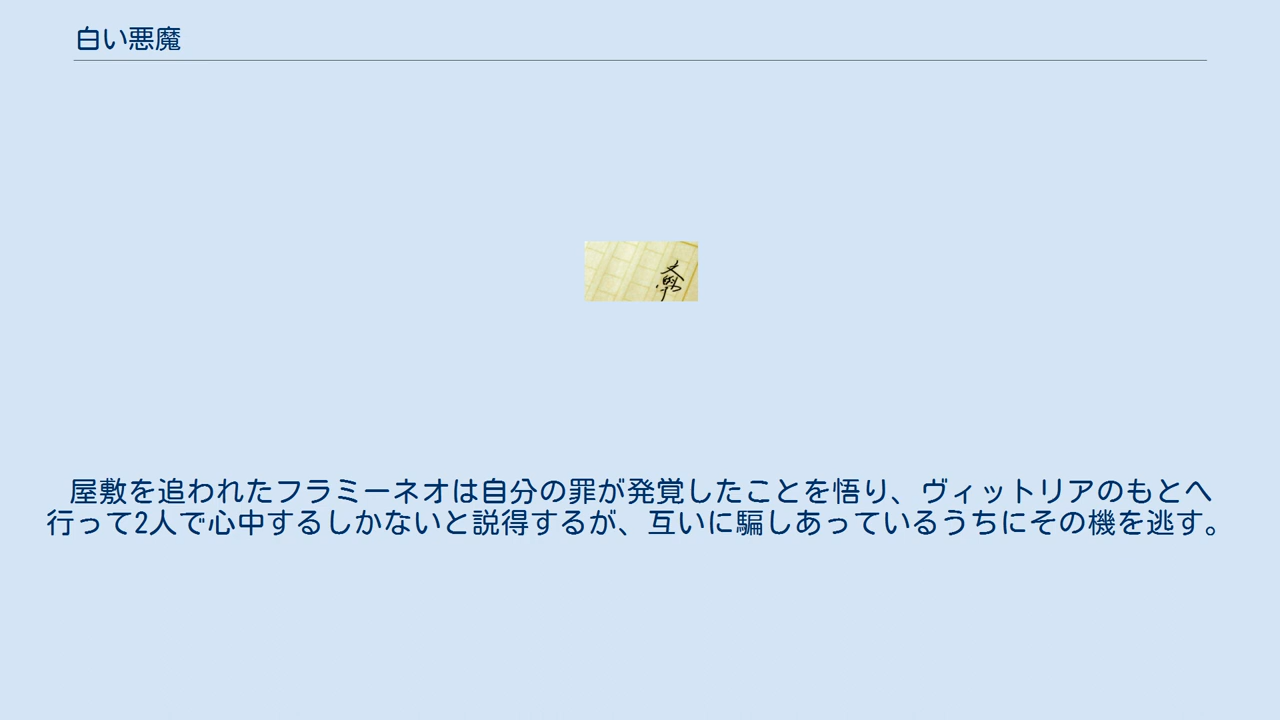 白い悪魔
屋敷を追われたフラミーネオは自分の罪が発覚したことを悟り、ヴィットリアのもとへ
行って2人で心中するしかないと説得するが、互いに騙しあっているうちにその機を逃す。